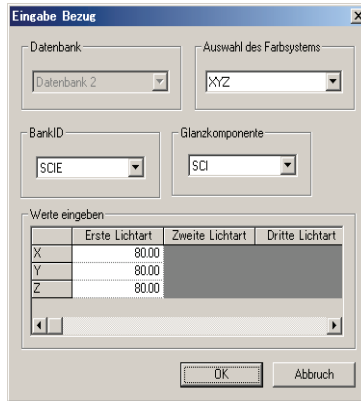 Eingabe Bezug
Datenbank
Auswahl des Farbsystems
Datenbank 2
XYZ
BankID
Glanzkomponente
SCIE
SCI
Werte eingeben
Erste Lichtart Zweite Lichtart Dritte Lichtart
X 80.00
Y 80.00
Z 80.00
OK Abbruch